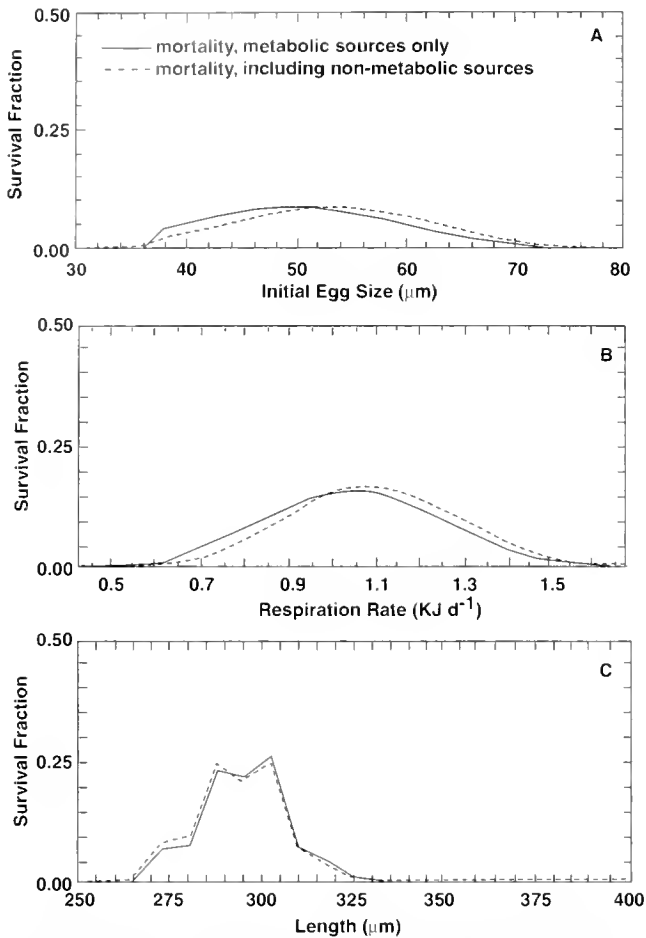 0.50
A
mortality, metabolic sources only
mortality, including non-metabolic sources
Survival Fraction
0.25
0.00
30 40 50 60 70 80
Initial Egg Size (μm)
0.50
B
Survival Fraction
0.25
0.00
0.5 0.7 0.9 1.1 1.3 1.5
Respiration Rate (KJ d⁻¹)
0.50
C
Survival Fraction
0.25
0.00
250 275 300 325 350 375 400
Length (μm)